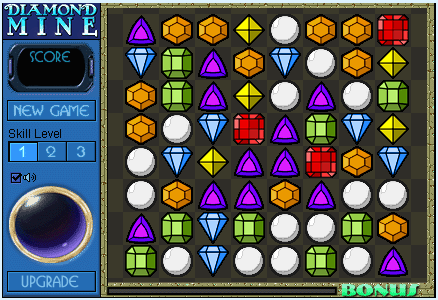 DIAMOND
MINE
SCORE
NEW GAME
Skill Level
1 2 3
UPGRADE
BONUS